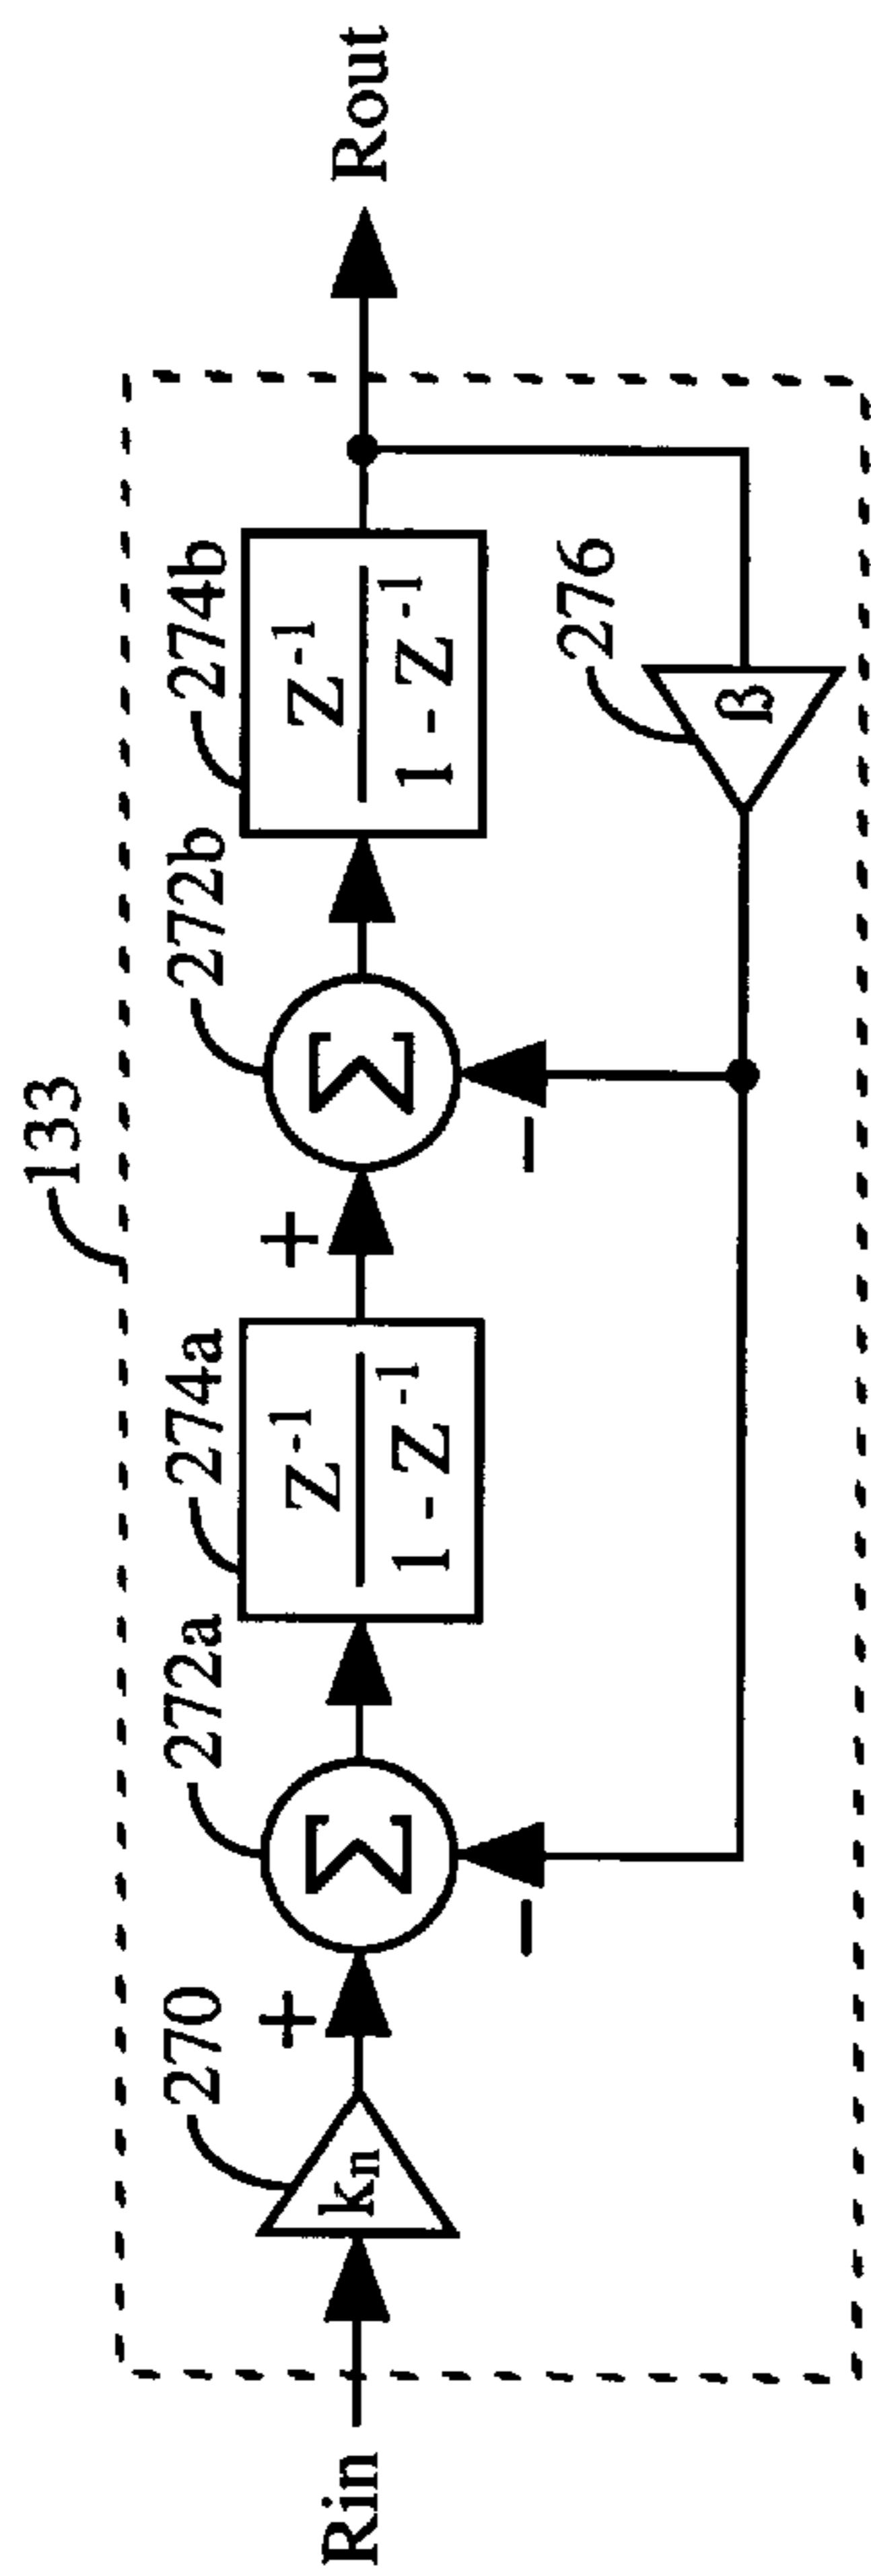 133
270
272a
274a
272b
274b
Rin
kn
+
Σ
Z-1
1 - Z-1
+
Σ
Z-1
1 - Z-1
Rout
−
−
276
β